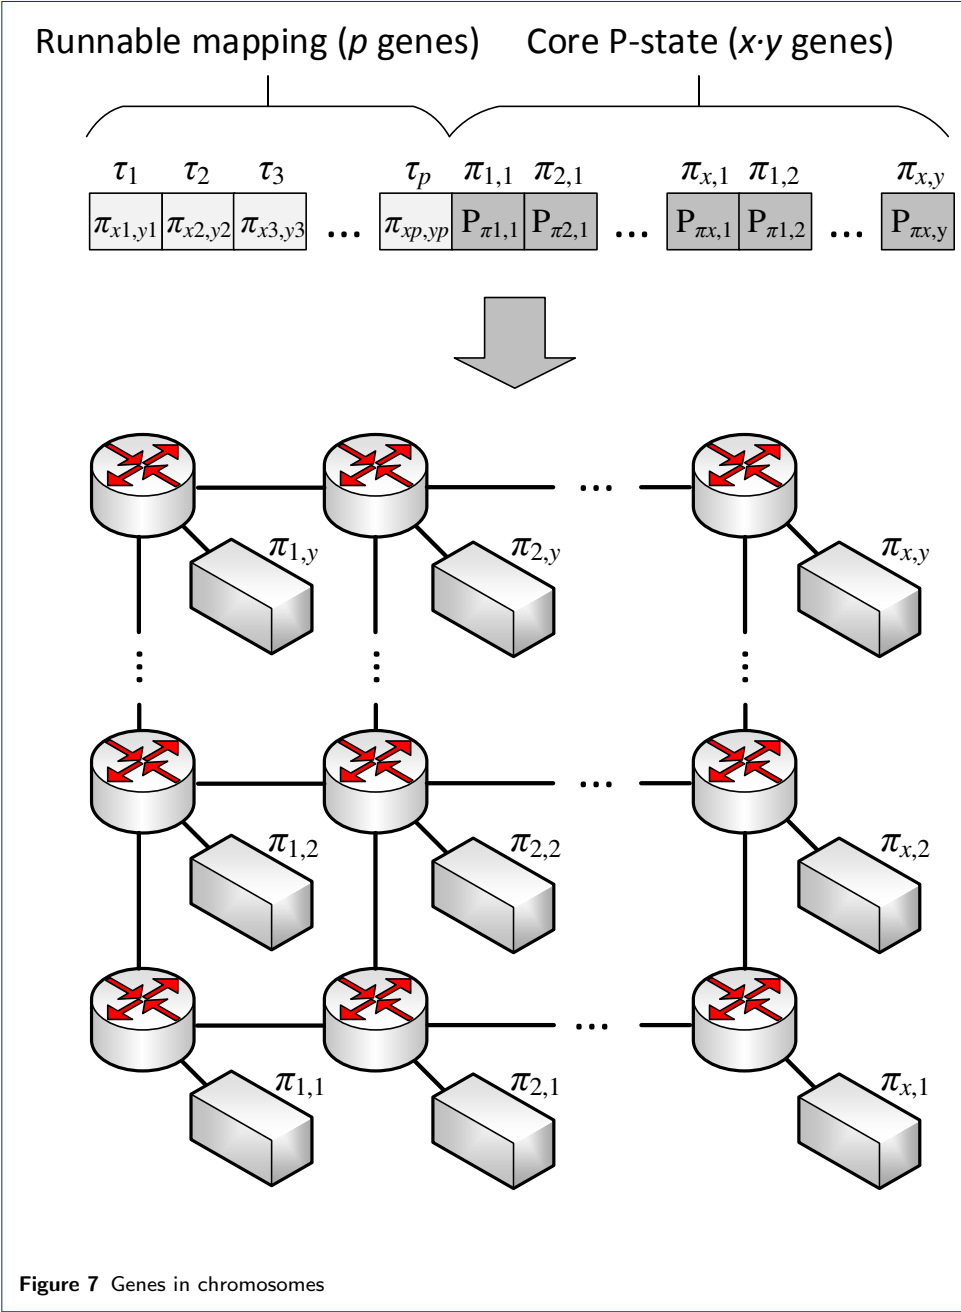 Runnable mapping (p genes) Core P-state (x·y genes)
τ1 τ2 τ3 τp π1,1 π2,1 πx,1 π1,2 πx,y
πx1,y1 πx2,y2 πx3,y3 ... πxp,yp Pπ1,1 Pπ2,1 ... Pπx,1 Pπ1,2 ... Pπx,y
...
π1,y π2,y πx,y
⋮ ⋮ ⋮
...
π1,2 π2,2 πx,2
...
π1,1 π2,1 πx,1
Figure 7 Genes in chromosomes